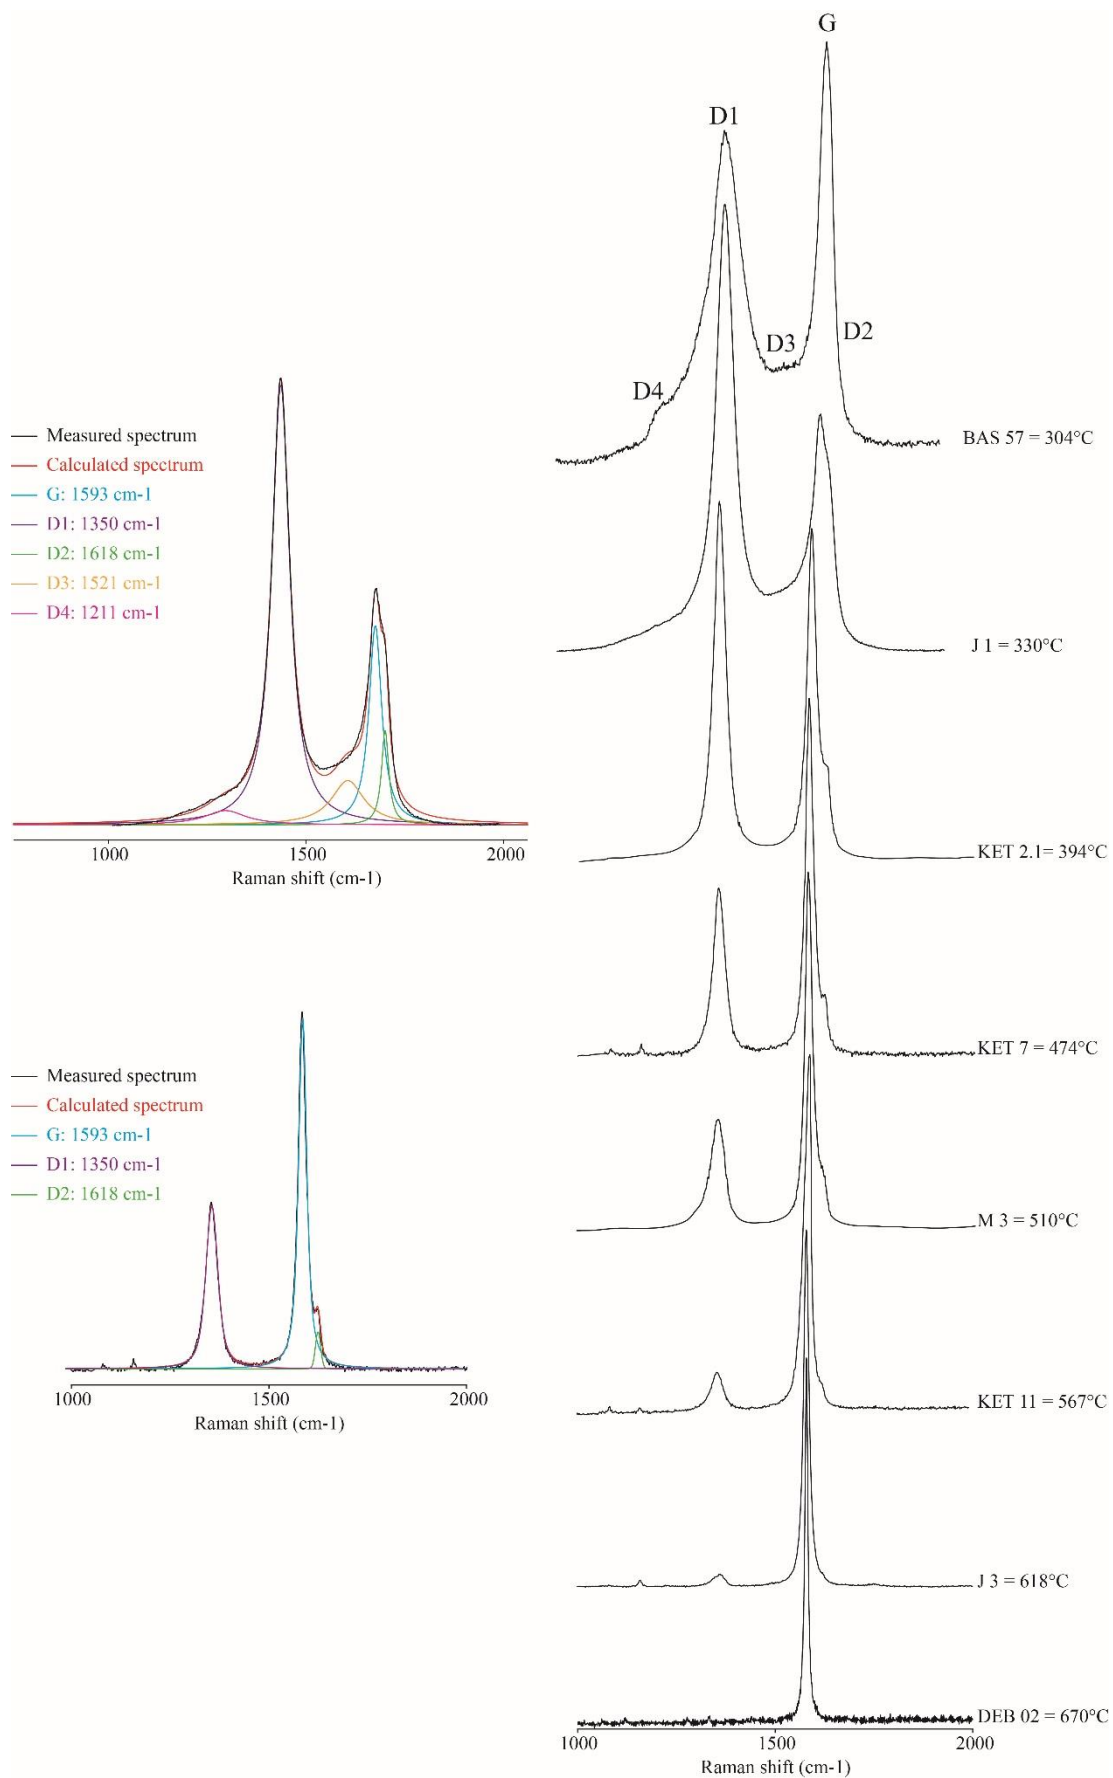 Measured spectrum
Calculated spectrum
G: 1593 cm-1
D1: 1350 cm-1
D2: 1618 cm-1
D3: 1521 cm-1
D4: 1211 cm-1
1000 1500 2000
Raman shift (cm-1)
Measured spectrum
Calculated spectrum
G: 1593 cm-1
D1: 1350 cm-1
D2: 1618 cm-1
1000 1500 2000
Raman shift (cm-1)
G
D1
D3
D2
D4
BAS 57 = 304°C
J 1 = 330°C
KET 2.1= 394°C
KET 7 = 474°C
M 3 = 510°C
KET 11 = 567°C
J 3 = 618°C
DEB 02 = 670°C
1000 1500 2000
Raman shift (cm-1)